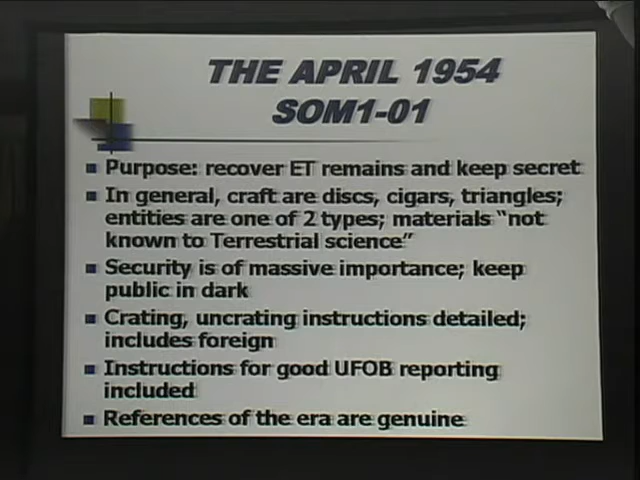 THE APRIL 1954
SOM1-01
Purpose: recover ET remains and keep secret
In general, craft are discs, cigars, triangles;
entities are one of 2 types; materials “not
known to Terrestrial science”
Security is of massive importance; keep
public in dark
Crating, uncrating instructions detailed;
includes foreign
Instructions for good UFOB reporting
included
References of the era are genuine